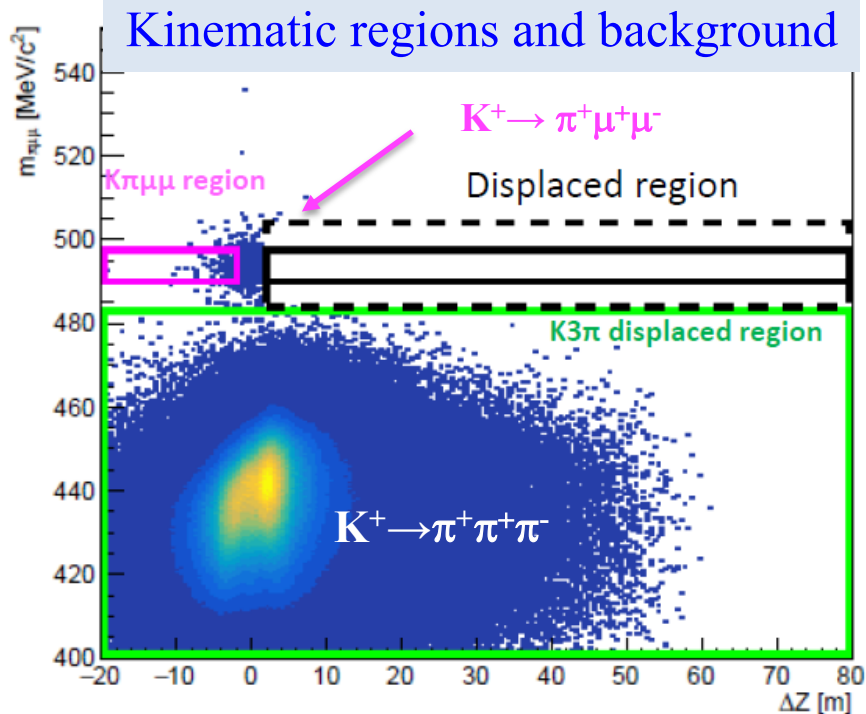 Kinematic regions and background
mπμμ [MeV/c²]
540
520
500
480
460
440
420
400
K⁺→ π⁺μ⁺μ⁻
Kπμμ region
Displaced region
K3π displaced region
K⁺→π⁺π⁺π⁻
−20 −10 0 10 20 30 40 50 60 70 80
ΔZ [m]